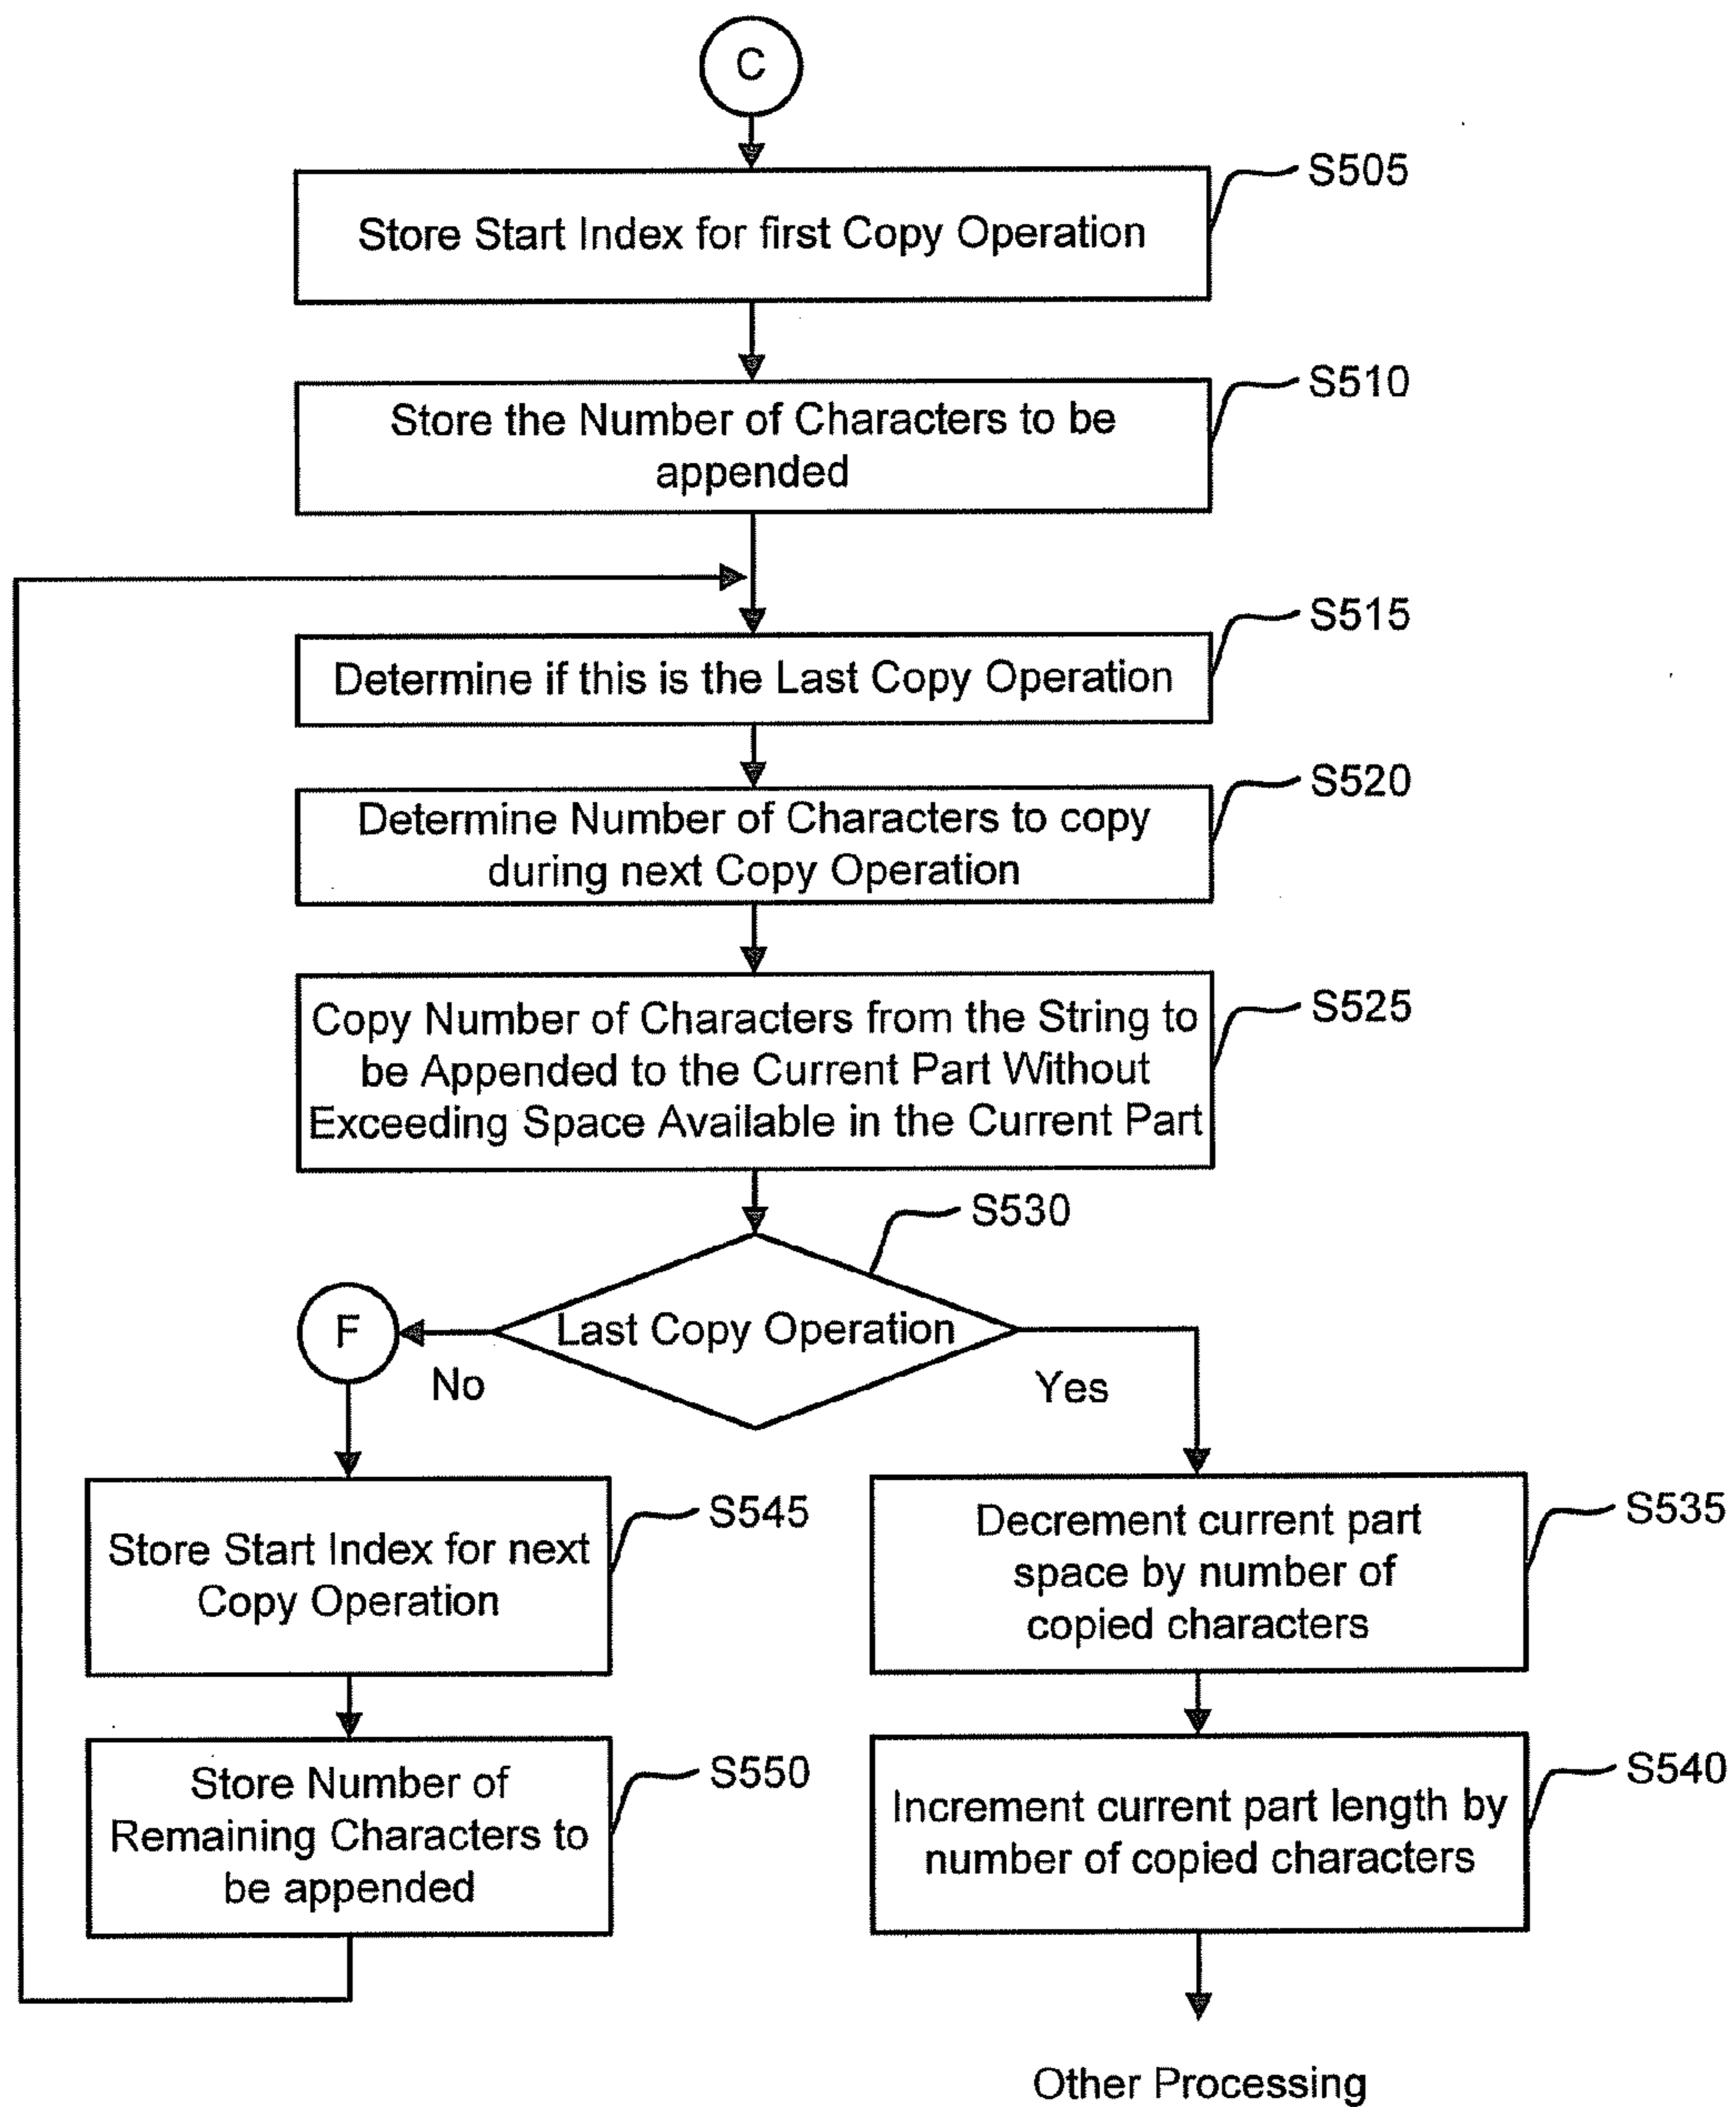 C
S505
Store Start Index for first Copy Operation
S510
Store the Number of Characters to be
appended
S515
Determine if this is the Last Copy Operation
S520
Determine Number of Characters to copy
during next Copy Operation
S525
Copy Number of Characters from the String to
be Appended to the Current Part Without
Exceeding Space Available in the Current Part
S530
Last Copy Operation
F
No
Yes
S545
Store Start Index for next
Copy Operation
S535
Decrement current part
space by number of
copied characters
S550
Store Number of
Remaining Characters to
be appended
S540
Increment current part length by
number of copied characters
Other Processing